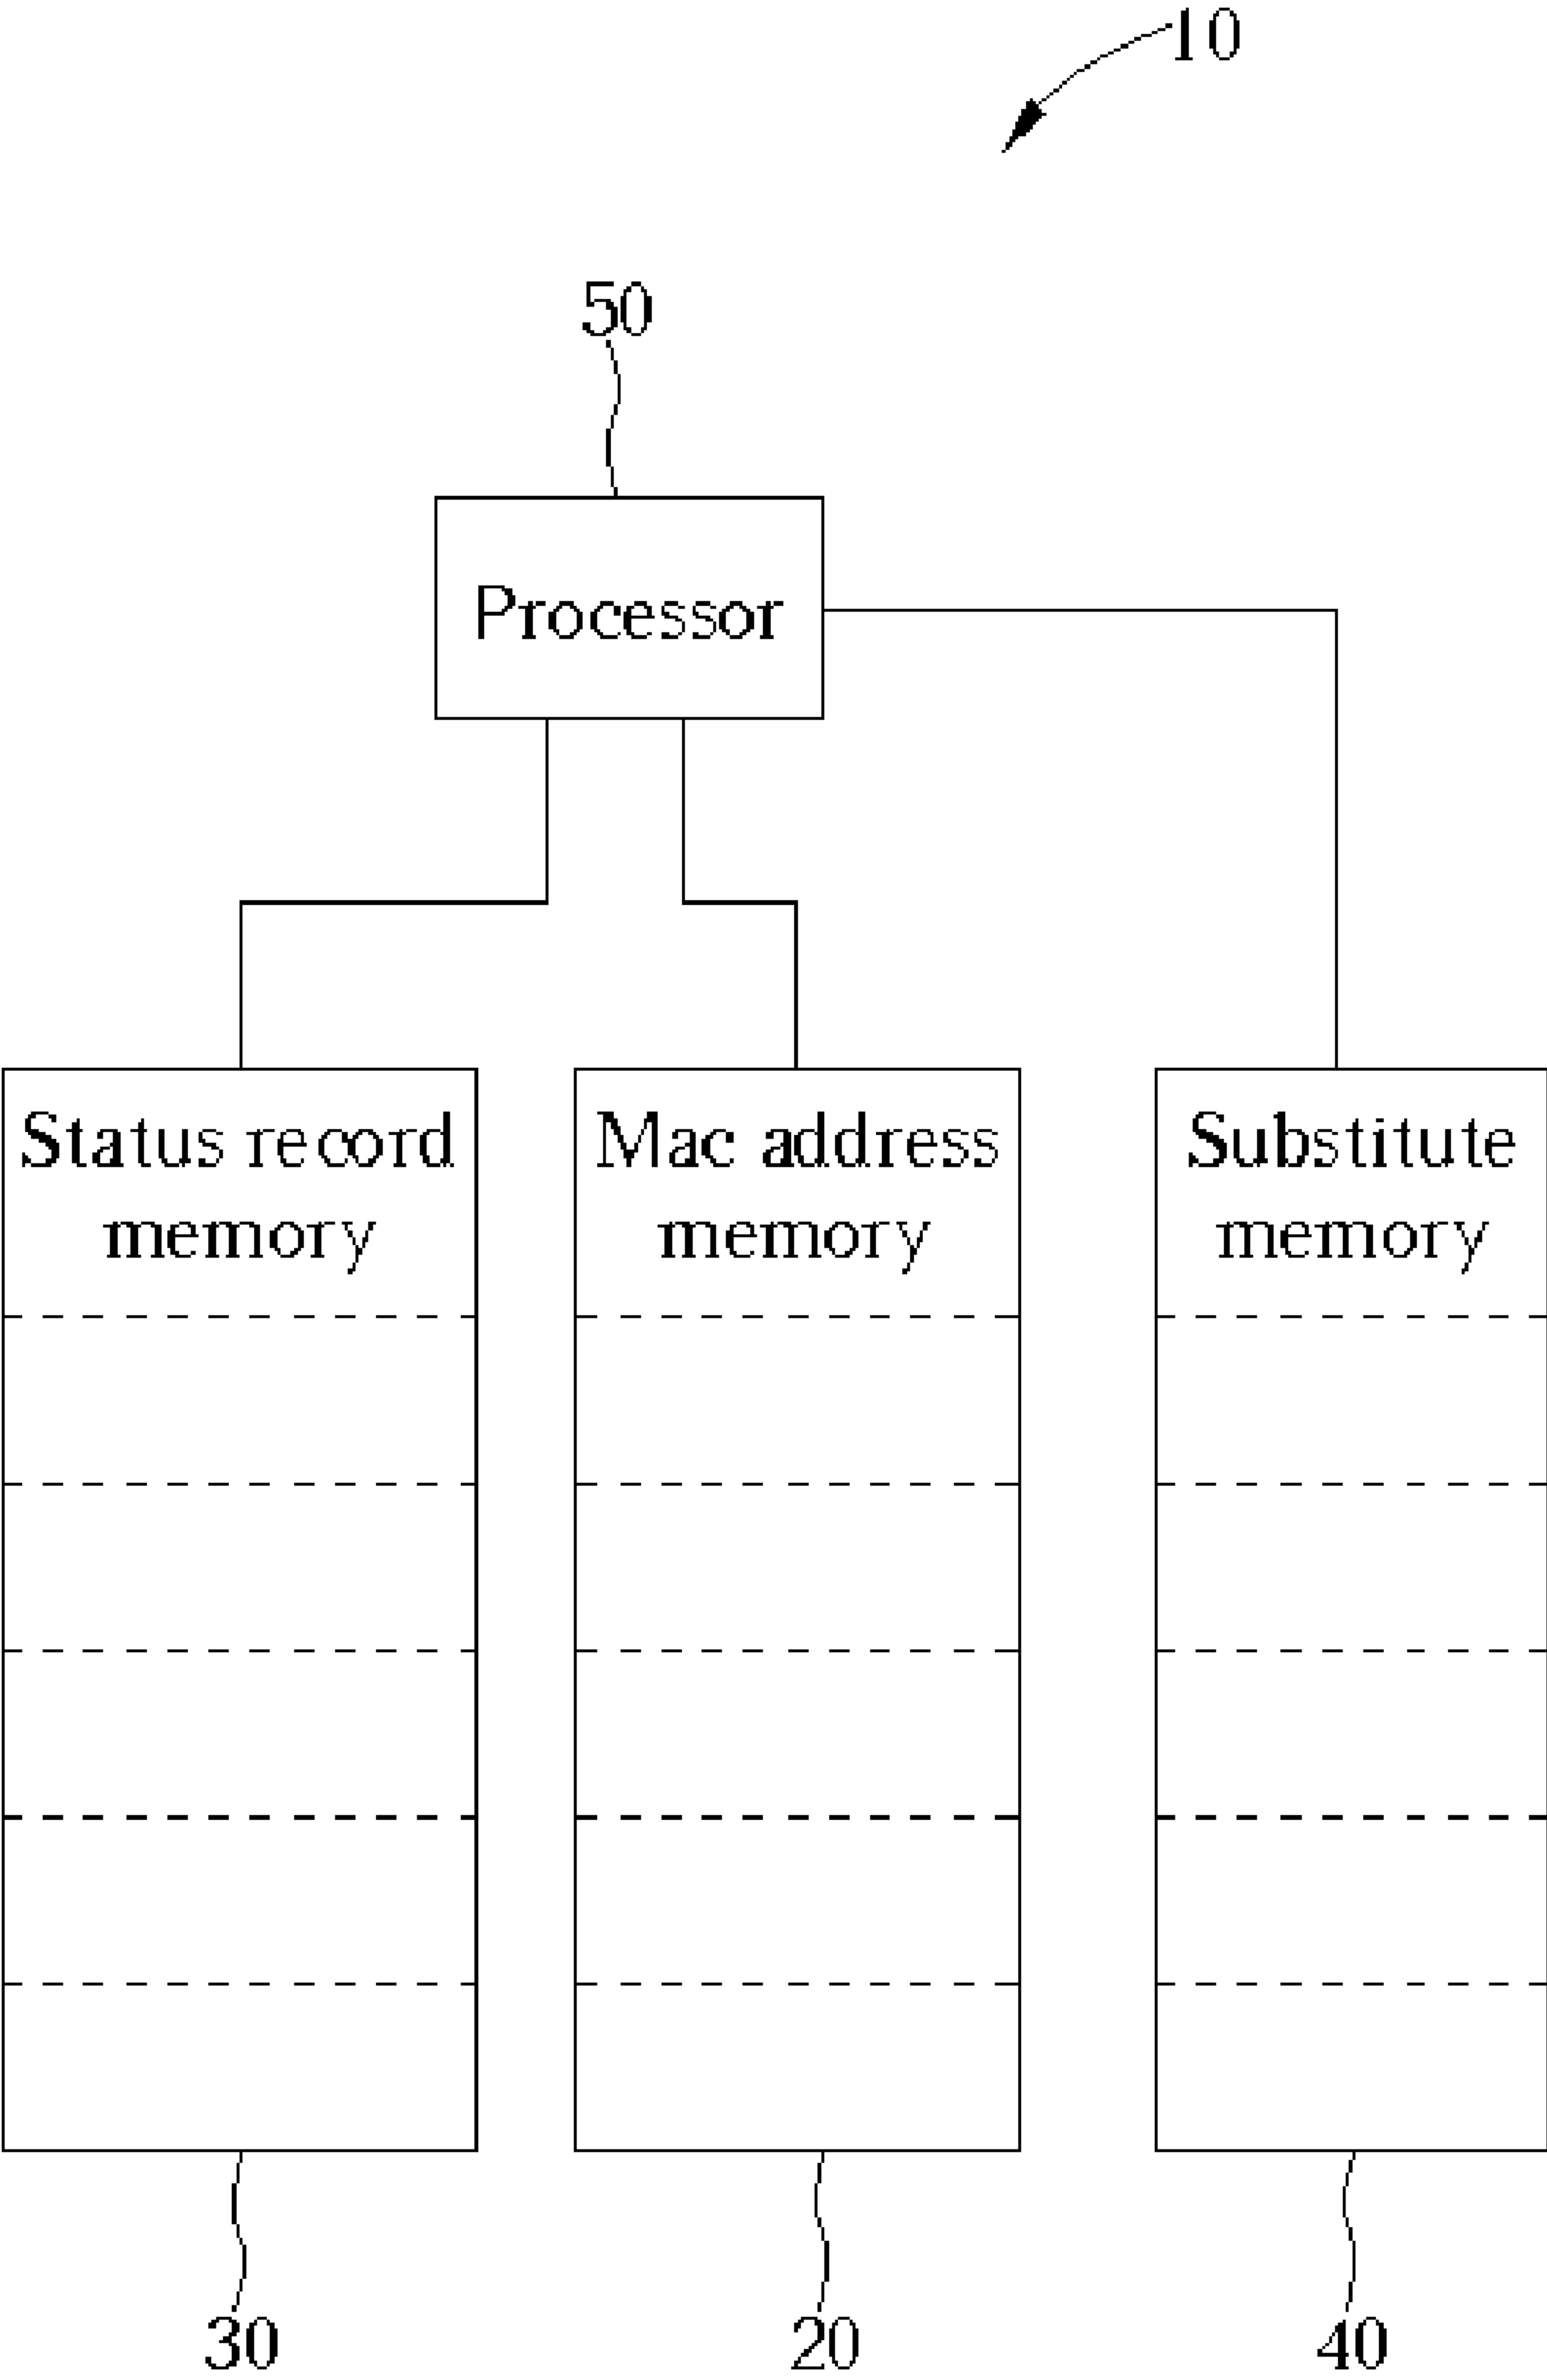 10
50
Processor
Status record
memory
Mac address
memory
Substitute
memory
30
20
40